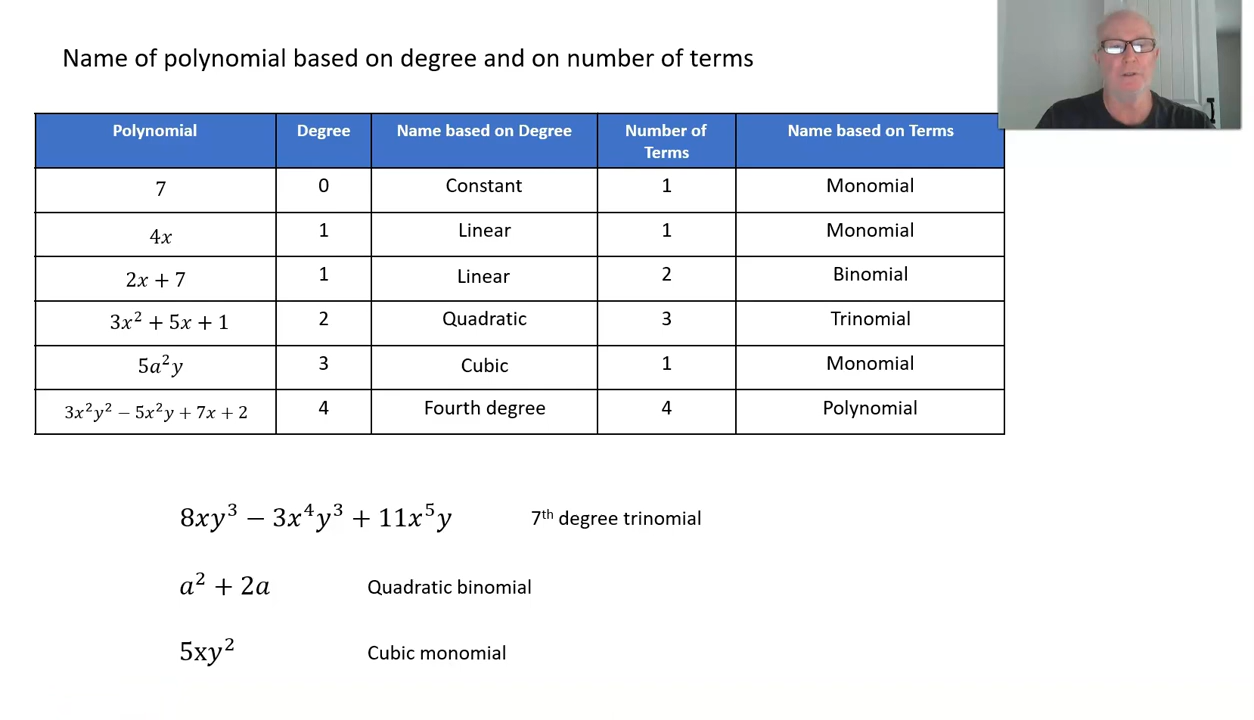 Name of polynomial based on degree and on number of terms
Polynomial Degree Name based on Degree Number of Terms Name based on Terms
7 0 Constant 1 Monomial
4x 1 Linear 1 Monomial
2x + 7 1 Linear 2 Binomial
3x² + 5x + 1 2 Quadratic 3 Trinomial
5a²y 3 Cubic 1 Monomial
3x²y² − 5x²y + 7x + 2 4 Fourth degree 4 Polynomial
8xy³ − 3x⁴y³ + 11x⁵y 7th degree trinomial
a² + 2a Quadratic binomial
5xy² Cubic monomial